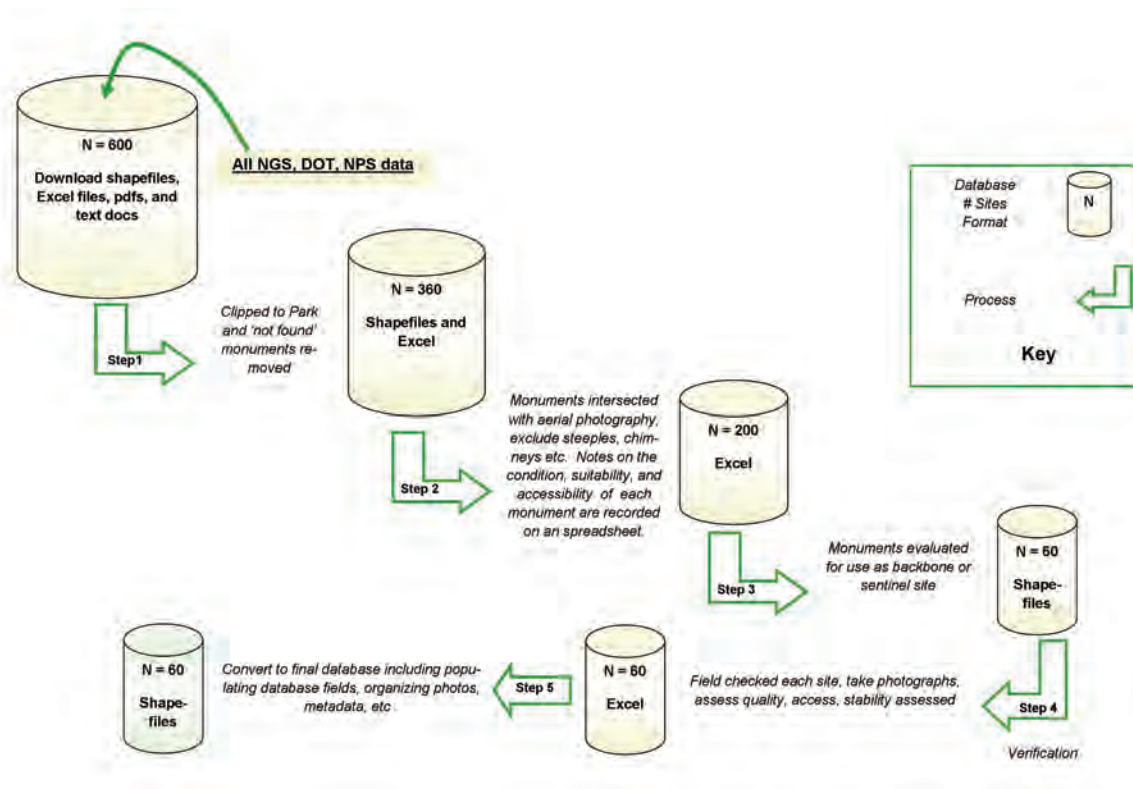 N = 600
Download shapefiles,
Excel files, pdfs, and
text docs
All NGS, DOT, NPS data
Step1
Clipped to Park
and ‘not found’
monuments re-
moved
N = 360
Shapefiles and
Excel
Step 2
Monuments intersected
with aerial photography,
exclude steeples, chim-
neys etc. Notes on the
condition, suitability, and
accessibility of each
monument are recorded
on an spreadsheet.
N = 200
Excel
Step 3
Monuments evaluated
for use as backbone or
sentinel site
N = 60
Shape-
files
Step 4
Verification
Field checked each site, take photographs,
assess quality, access, stability assessed
N = 60
Excel
Step 5
Convert to final database including popu-
lating database fields, organizing photos,
metadata, etc
N = 60
Shape-
files
Database
# Sites
Format
N
Process
Key